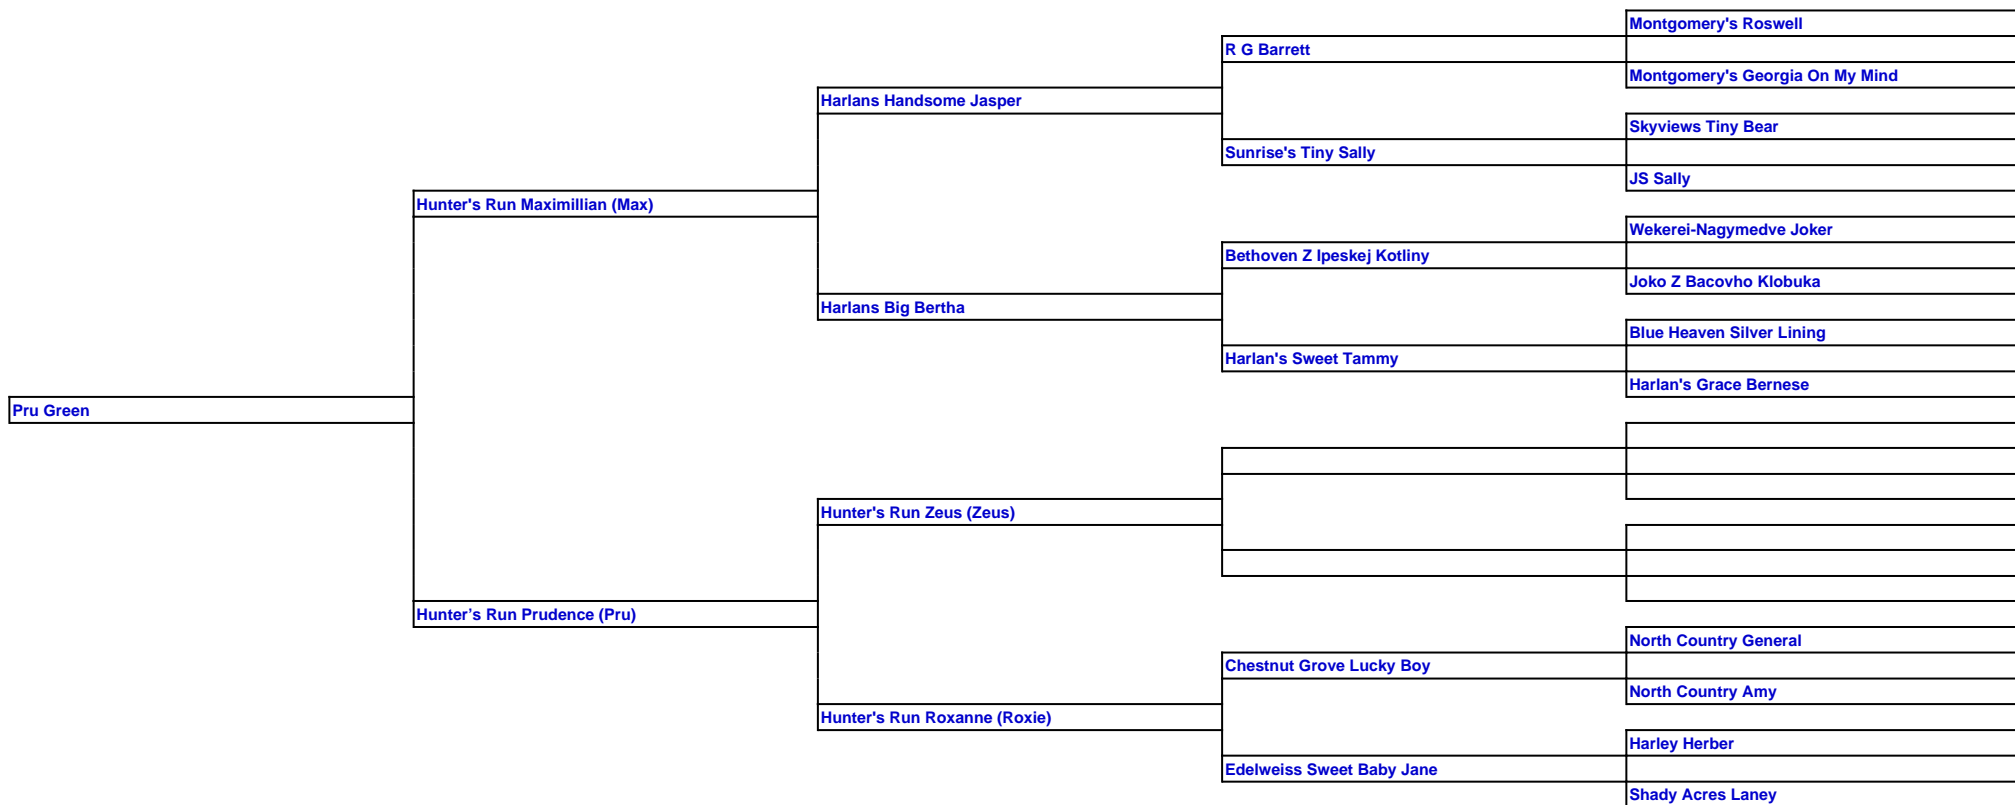 Montgomery's Roswell
R G Barrett
Montgomery's Georgia On My Mind
Harlans Handsome Jasper
Skyviews Tiny Bear
Sunrise's Tiny Sally
JS Sally
Hunter's Run Maximillian (Max)
Wekerei-Nagymedve Joker
Bethoven Z Ipeskej Kotliny
Joko Z Bacovho Klobuka
Harlans Big Bertha
Blue Heaven Silver Lining
Harlan's Sweet Tammy
Harlan's Grace Bernese
Pru Green
Hunter's Run Zeus (Zeus)
Hunter’s Run Prudence (Pru)
North Country General
Chestnut Grove Lucky Boy
North Country Amy
Hunter's Run Roxanne (Roxie)
Harley Herber
Edelweiss Sweet Baby Jane
Shady Acres Laney